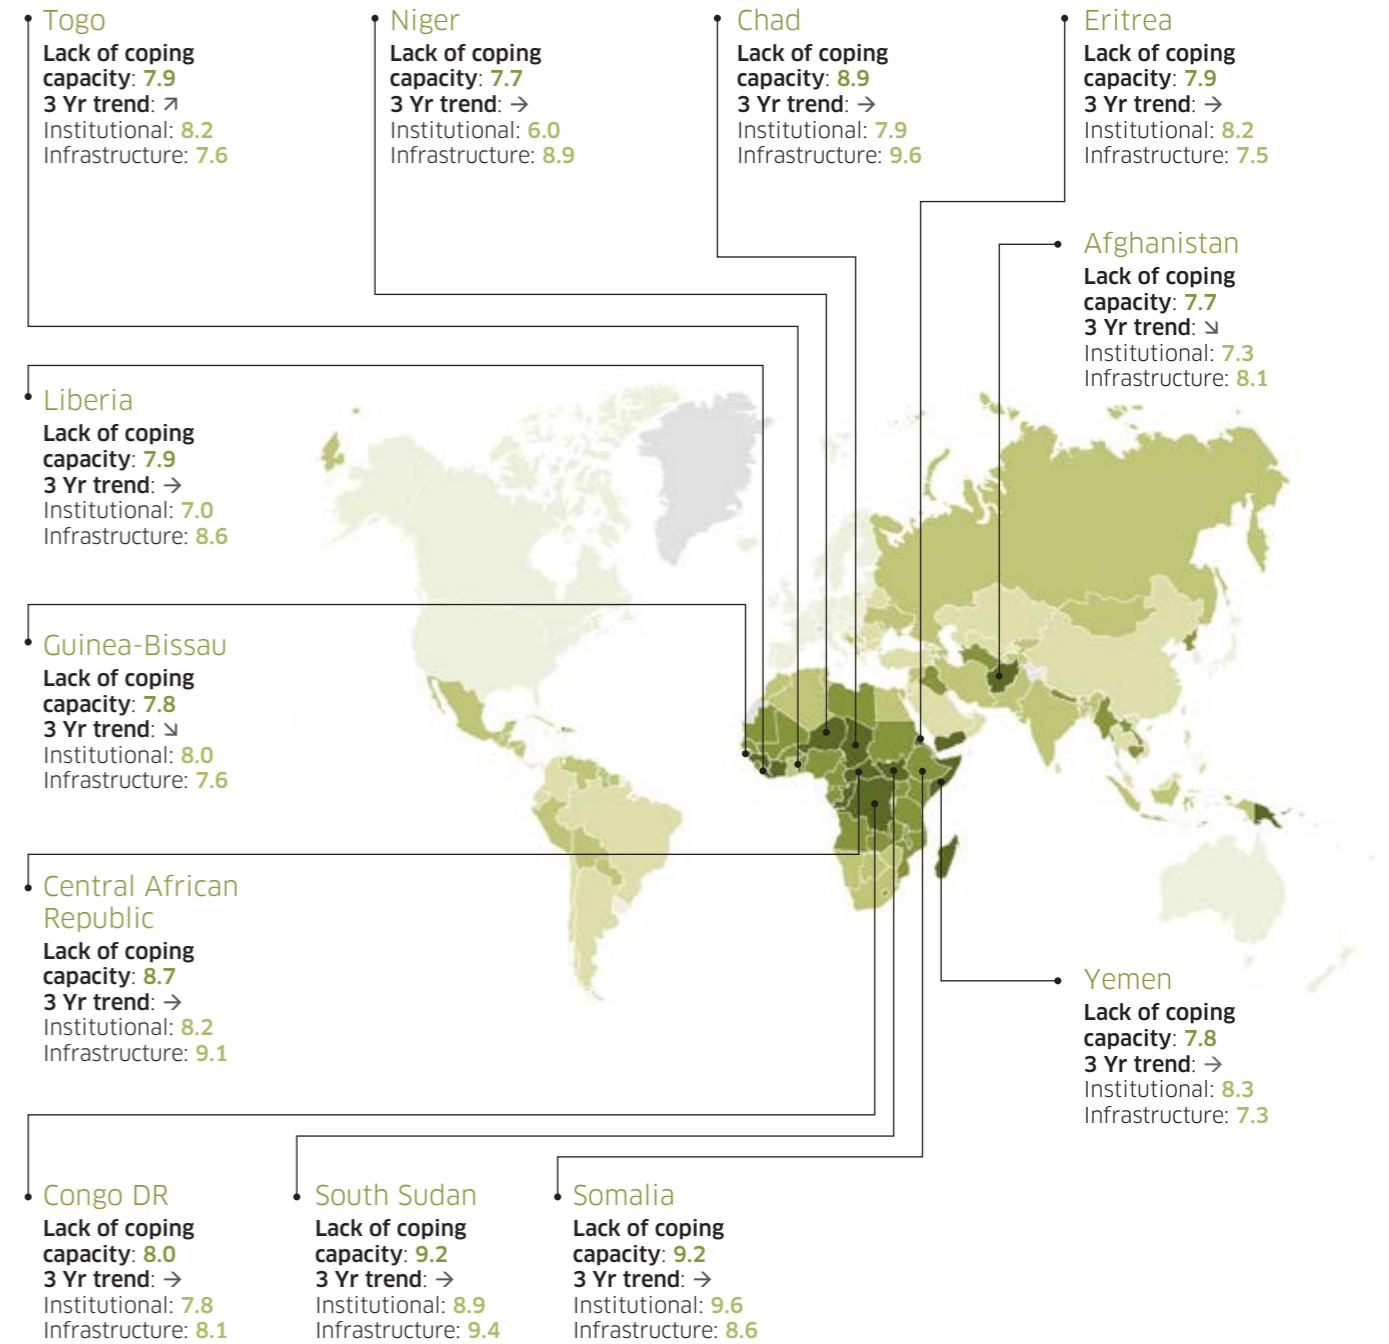 Togo
Lack of coping
capacity: 7.9
3 Yr trend: ↗
Institutional: 8.2
Infrastructure: 7.6
Niger
Lack of coping
capacity: 7.7
3 Yr trend: →
Institutional: 6.0
Infrastructure: 8.9
Chad
Lack of coping
capacity: 8.9
3 Yr trend: →
Institutional: 7.9
Infrastructure: 9.6
Eritrea
Lack of coping
capacity: 7.9
3 Yr trend: →
Institutional: 8.2
Infrastructure: 7.5
Afghanistan
Lack of coping
capacity: 7.7
3 Yr trend: ↘
Institutional: 7.3
Infrastructure: 8.1
Liberia
Lack of coping
capacity: 7.9
3 Yr trend: →
Institutional: 7.0
Infrastructure: 8.6
Guinea-Bissau
Lack of coping
capacity: 7.8
3 Yr trend: ↘
Institutional: 8.0
Infrastructure: 7.6
Central African
Republic
Lack of coping
capacity: 8.7
3 Yr trend: →
Institutional: 8.2
Infrastructure: 9.1
Yemen
Lack of coping
capacity: 7.8
3 Yr trend: →
Institutional: 8.3
Infrastructure: 7.3
Congo DR
Lack of coping
capacity: 8.0
3 Yr trend: →
Institutional: 7.8
Infrastructure: 8.1
South Sudan
Lack of coping
capacity: 9.2
3 Yr trend: →
Institutional: 8.9
Infrastructure: 9.4
Somalia
Lack of coping
capacity: 9.2
3 Yr trend: →
Institutional: 9.6
Infrastructure: 8.6